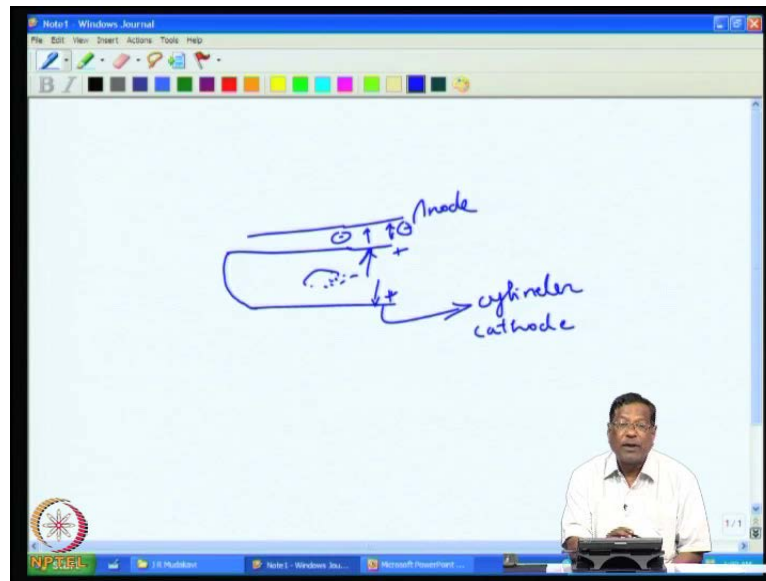 Note1 - Windows Journal
File Edit View Insert Actions Tools Help
B I
Anode
- -
+
+
cylinder
cathode
1/1
NPTEL
J R Mudakavi
Note1 - Windows Jou...
Microsoft PowerPoint ...